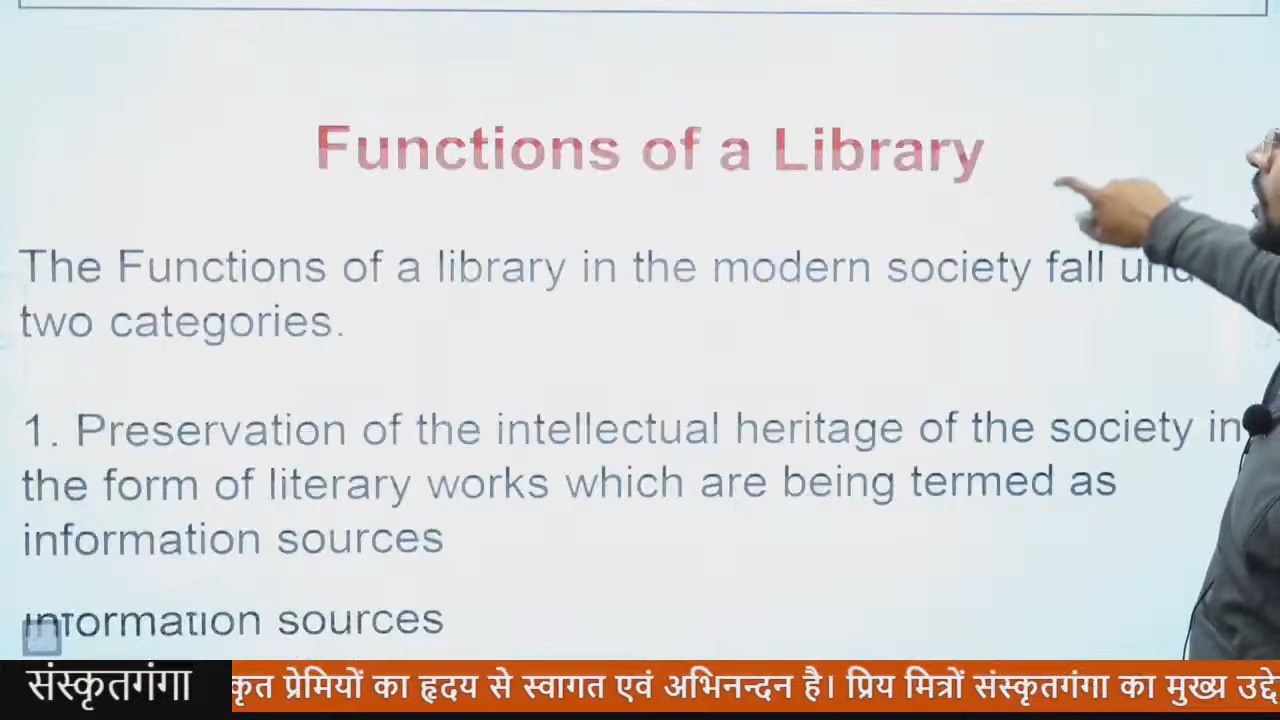 Functions of a Library
The Functions of a library in the modern society fall
two categories.
1. Preservation of the intellectual heritage of the society in
the form of literary works which are being termed as
information sources
information sources
संस्कृतगंगा
कृत प्रेमियों का हृदय से स्वागत एवं अभिनन्दन है। प्रिय मित्रों संस्कृतगंगा का मुख्य उद्दे